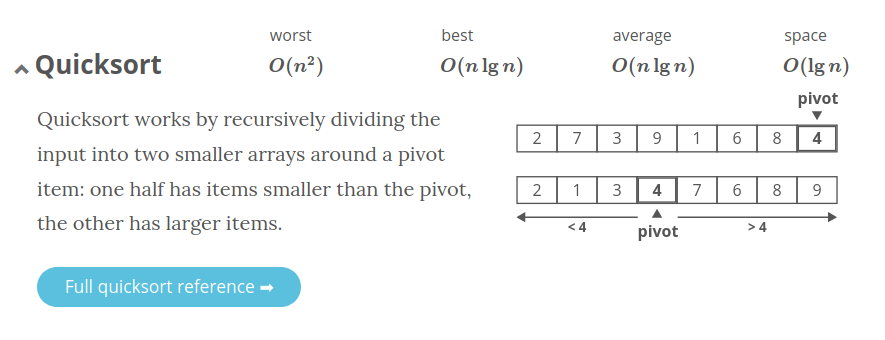 worst best average space
Quicksort O(n²) O(n lg n) O(n lg n) O(lg n)
Quicksort works by recursively dividing the
input into two smaller arrays around a pivot
item: one half has items smaller than the pivot,
the other has larger items.
Full quicksort reference ➡
pivot
2 7 3 9 1 6 8 4
2 1 3 4 7 6 8 9
< 4 pivot > 4